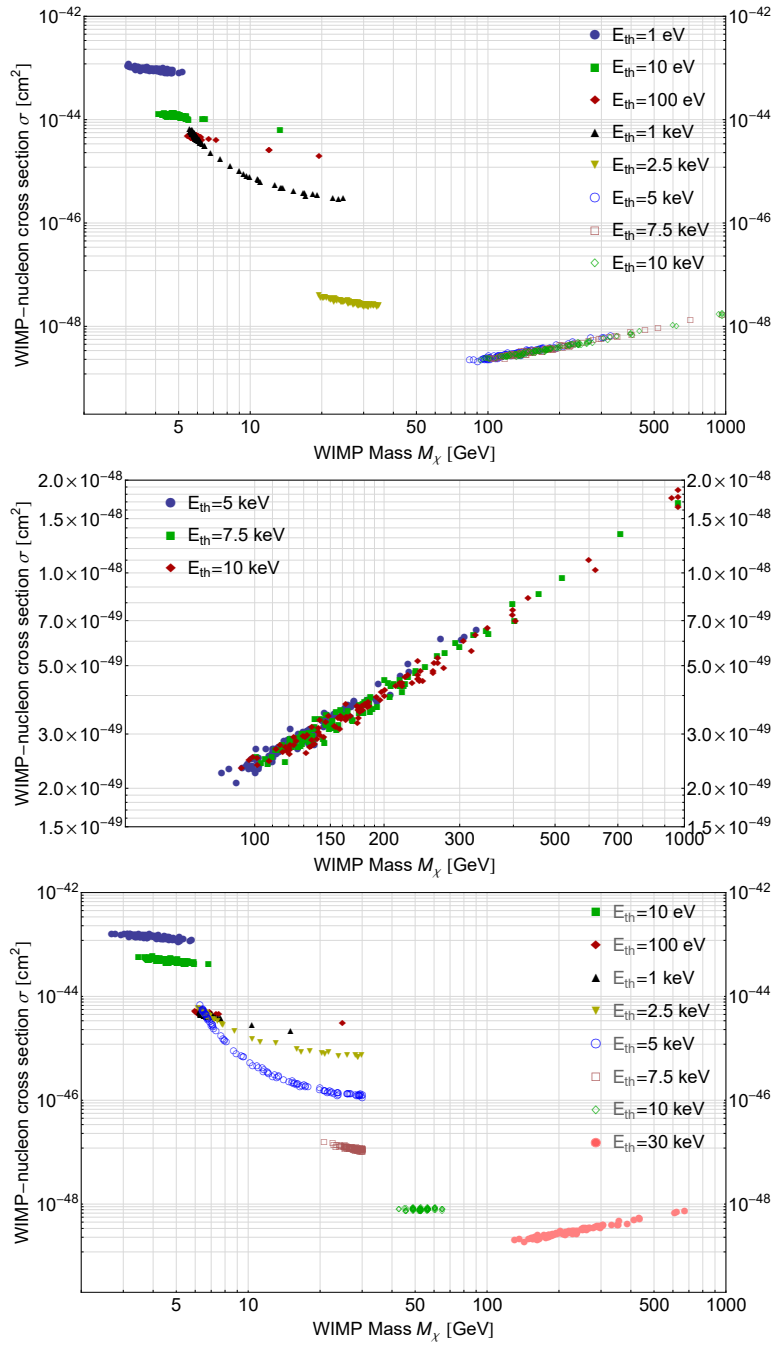 10⁻⁴² 10⁻⁴²
10⁻⁴⁴ 10⁻⁴⁴
10⁻⁴⁶ 10⁻⁴⁶
10⁻⁴⁸ 10⁻⁴⁸
WIMP-nucleon cross section σ [cm²]
E_th=1 eV
E_th=10 eV
E_th=100 eV
E_th=1 keV
E_th=2.5 keV
E_th=5 keV
E_th=7.5 keV
E_th=10 keV
5 10 50 100 500 1000
WIMP Mass M_χ [GeV]
2.0×10⁻⁴⁸ 2.0×10⁻⁴⁸
1.5×10⁻⁴⁸ 1.5×10⁻⁴⁸
1.0×10⁻⁴⁸ 1.0×10⁻⁴⁸
7.0×10⁻⁴⁹ 7.0×10⁻⁴⁹
5.0×10⁻⁴⁹ 5.0×10⁻⁴⁹
3.0×10⁻⁴⁹ 3.0×10⁻⁴⁹
2.0×10⁻⁴⁹ 2.0×10⁻⁴⁹
1.5×10⁻⁴⁹ 1.5×10⁻⁴⁹
WIMP-nucleon cross section σ [cm²]
E_th=5 keV
E_th=7.5 keV
E_th=10 keV
100 150 200 300 500 700 1000
WIMP Mass M_χ [GeV]
10⁻⁴² 10⁻⁴²
10⁻⁴⁴ 10⁻⁴⁴
10⁻⁴⁶ 10⁻⁴⁶
10⁻⁴⁸ 10⁻⁴⁸
WIMP-nucleon cross section σ [cm²]
E_th=10 eV
E_th=100 eV
E_th=1 keV
E_th=2.5 keV
E_th=5 keV
E_th=7.5 keV
E_th=10 keV
E_th=30 keV
5 10 50 100 500 1000
WIMP Mass M_χ [GeV]